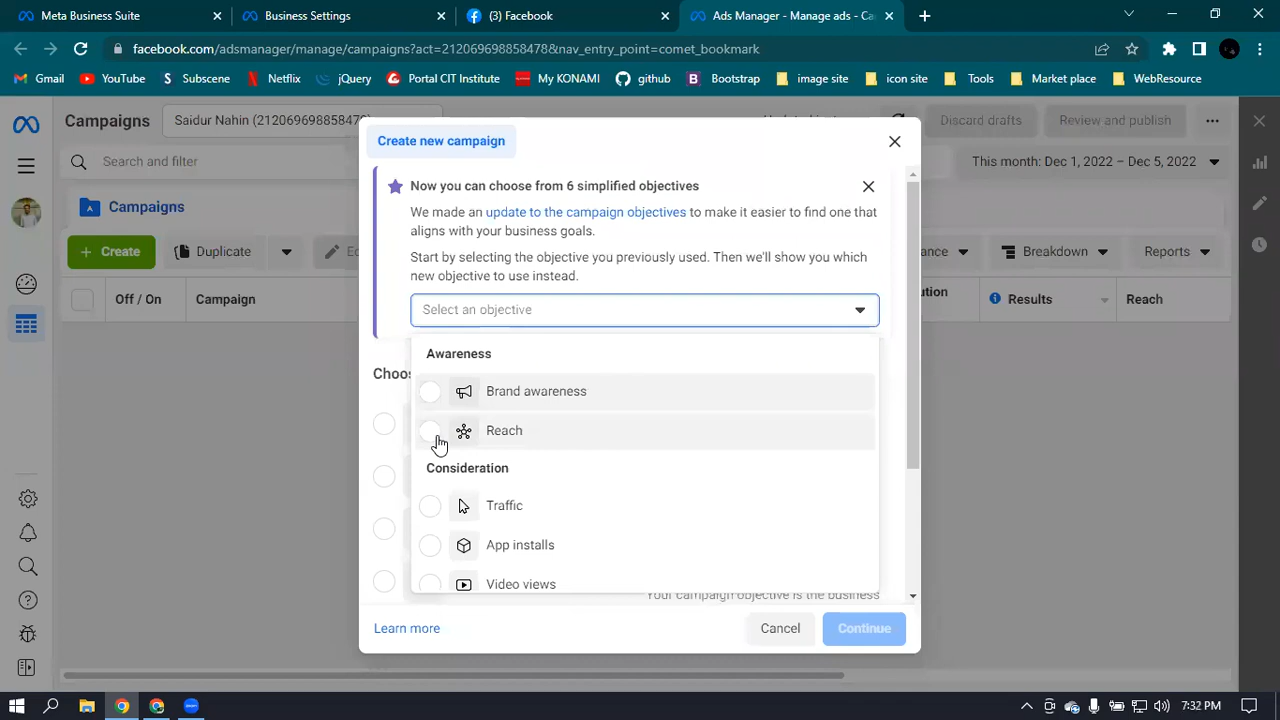 Meta Business Suite
Business Settings
(3) Facebook
Ads Manager - Manage ads - Ca
facebook.com/adsmanager/manage/campaigns?act=212069698858478&nav_entry_point=comet_bookmark
Gmail
YouTube
Subscene
Netflix
jQuery
Portal CIT Institute
My KONAMI
github
Bootstrap
image site
icon site
Tools
Market place
WebResource
Campaigns
Saidur Nahin (212069698858478)
Discard drafts
Review and publish
Search and filter
This month: Dec 1, 2022 – Dec 5, 2022
Campaigns
+ Create
Duplicate
Breakdown
Reports
Off / On
Campaign
Results
Reach
Create new campaign
Now you can choose from 6 simplified objectives
We made an update to the campaign objectives to make it easier to find one that
aligns with your business goals.
Start by selecting the objective you previously used. Then we'll show you which
new objective to use instead.
Select an objective
Awareness
Brand awareness
Reach
Consideration
Traffic
App installs
Video views
Your campaign objective is the business
Learn more
Cancel
Continue
7:32 PM